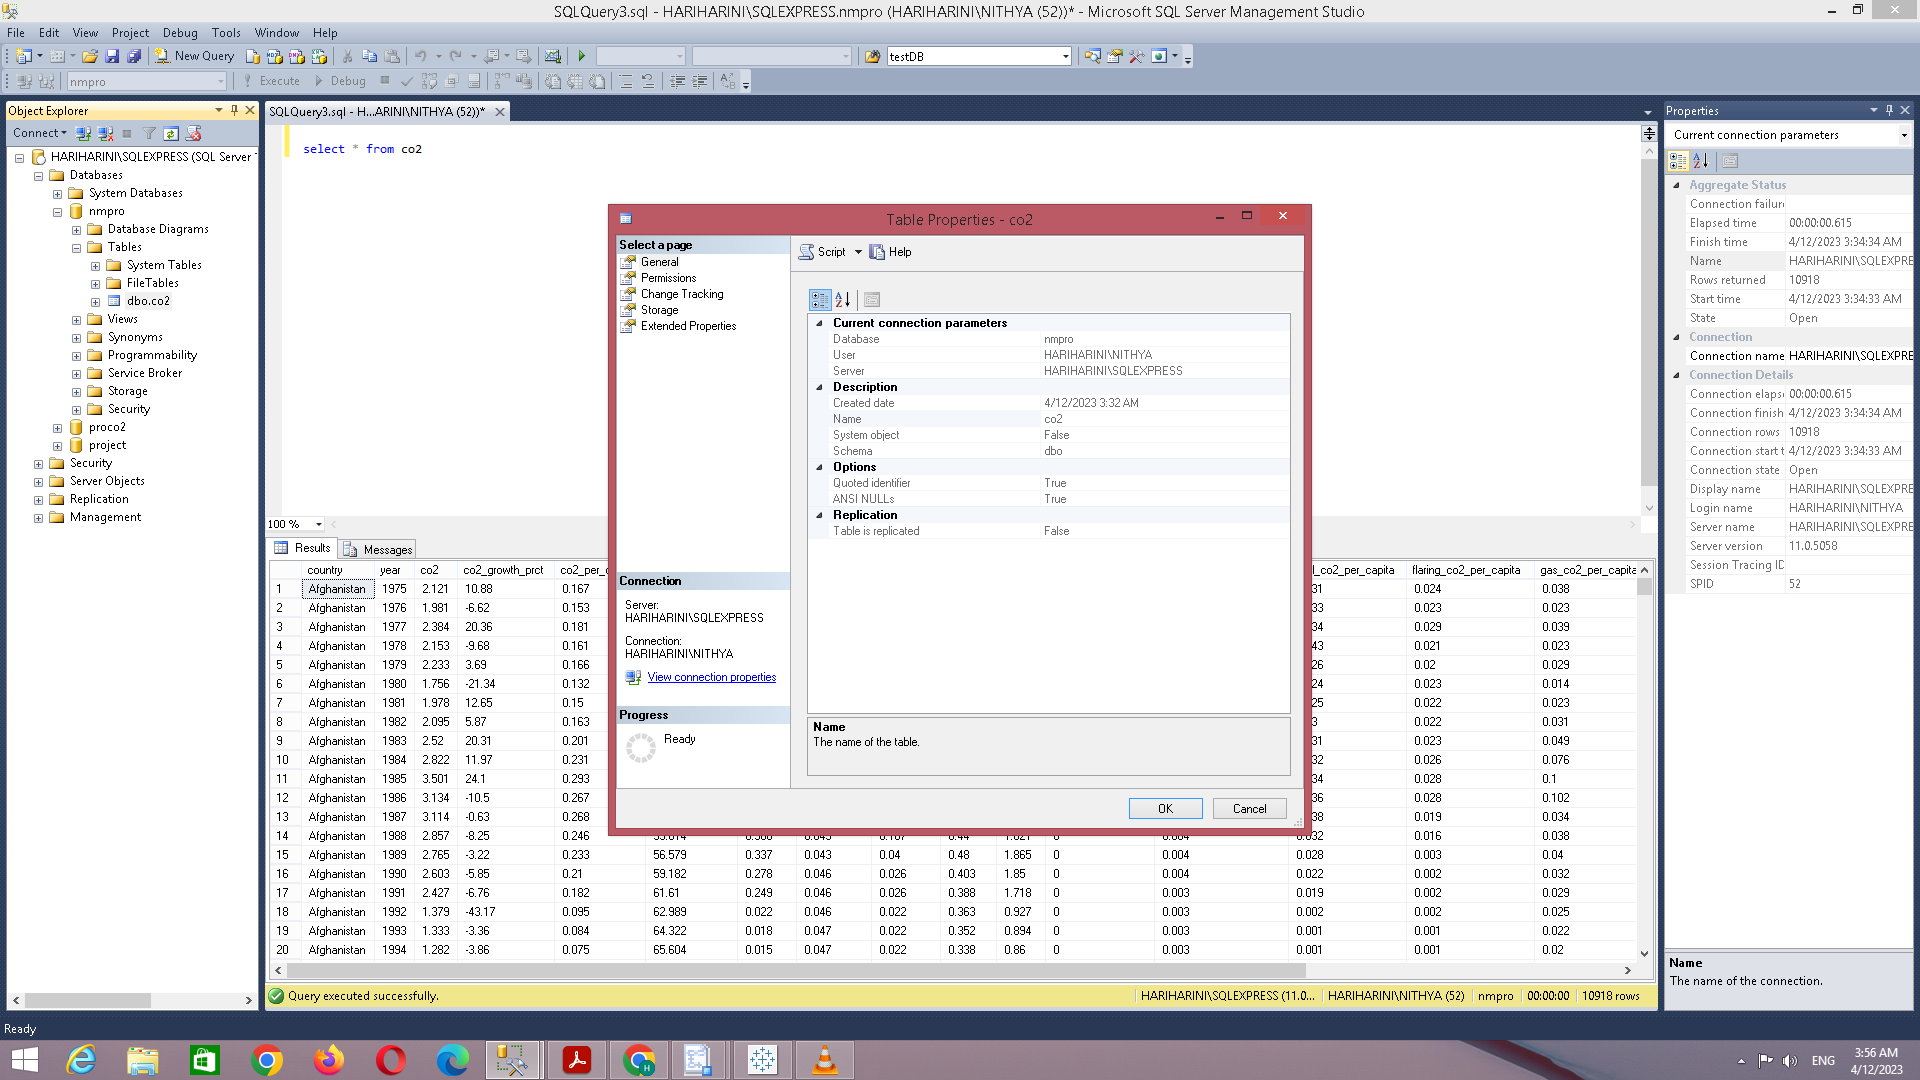 SQLQuery3.sql - HARIHARINI\SQLEXPRESS.nmpro (HARIHARINI\NITHYA (52))* - Microsoft SQL Server Management Studio
File Edit View Project Debug Tools Window Help
New Query
testDB
nmpro
Execute
Debug
Object Explorer
Connect
HARIHARINI\SQLEXPRESS (SQL Server
Databases
System Databases
nmpro
Database Diagrams
Tables
System Tables
FileTables
dbo.co2
Views
Synonyms
Programmability
Service Broker
Storage
Security
proco2
project
Security
Server Objects
Replication
Management
SQLQuery3.sql - H...ARINI\NITHYA (52))*
select * from co2
100 %
Table Properties - co2
Select a page
General
Permissions
Change Tracking
Storage
Extended Properties
Script Help
Current connection parameters
Database nmpro
User HARIHARINI\NITHYA
Server HARIHARINI\SQLEXPRESS
Description
Created date 4/12/2023 3:32 AM
Name co2
System object False
Schema dbo
Options
Quoted identifier True
ANSI NULLs True
Replication
Table is replicated False
Connection
Server:
HARIHARINI\SQLEXPRESS
Connection:
HARIHARINI\NITHYA
View connection properties
Progress
Ready
Name
The name of the table.
OK Cancel
Results Messages
country year co2 co2_growth_prct co2_per_c l_co2_per_capita flaring_co2_per_capita gas_co2_per_capita
1 Afghanistan 1975 2.121 10.88 0.167 31 0.024 0.038
2 Afghanistan 1976 1.981 -6.62 0.153 33 0.023 0.023
3 Afghanistan 1977 2.384 20.36 0.181 34 0.029 0.039
4 Afghanistan 1978 2.153 -9.68 0.161 43 0.021 0.023
5 Afghanistan 1979 2.233 3.69 0.166 26 0.02 0.029
6 Afghanistan 1980 1.756 -21.34 0.132 24 0.023 0.014
7 Afghanistan 1981 1.978 12.65 0.15 25 0.022 0.023
8 Afghanistan 1982 2.095 5.87 0.163 3 0.022 0.031
9 Afghanistan 1983 2.52 20.31 0.201 31 0.023 0.049
10 Afghanistan 1984 2.822 11.97 0.231 32 0.026 0.076
11 Afghanistan 1985 3.501 24.1 0.293 34 0.028 0.1
12 Afghanistan 1986 3.134 -10.5 0.267 36 0.028 0.102
13 Afghanistan 1987 3.114 -0.63 0.268 38 0.019 0.034
14 Afghanistan 1988 2.857 -8.25 0.246 0.44 0.004 0.032 0.016 0.038
15 Afghanistan 1989 2.765 -3.22 0.233 56.579 0.337 0.043 0.04 0.48 1.865 0 0.004 0.028 0.003 0.04
16 Afghanistan 1990 2.603 -5.85 0.21 59.182 0.278 0.046 0.026 0.403 1.85 0 0.004 0.022 0.002 0.032
17 Afghanistan 1991 2.427 -6.76 0.182 61.61 0.249 0.046 0.026 0.388 1.718 0 0.003 0.019 0.002 0.029
18 Afghanistan 1992 1.379 -43.17 0.095 62.989 0.022 0.046 0.022 0.363 0.927 0 0.003 0.002 0.002 0.025
19 Afghanistan 1993 1.333 -3.36 0.084 64.322 0.018 0.047 0.022 0.352 0.894 0 0.003 0.001 0.001 0.022
20 Afghanistan 1994 1.282 -3.86 0.075 65.604 0.015 0.047 0.022 0.338 0.86 0 0.003 0.001 0.001 0.02
Query executed successfully. HARIHARINI\SQLEXPRESS (11.0... HARIHARINI\NITHYA (52) nmpro 00:00:00 10918 rows
Properties
Current connection parameters
Aggregate Status
Connection failure
Elapsed time 00:00:00.615
Finish time 4/12/2023 3:34:34 AM
Name HARIHARINI\SQLEXPRE
Rows returned 10918
Start time 4/12/2023 3:34:33 AM
State Open
Connection
Connection name HARIHARINI\SQLEXPRE
Connection Details
Connection elaps 00:00:00.615
Connection finish 4/12/2023 3:34:34 AM
Connection rows 10918
Connection start t 4/12/2023 3:34:33 AM
Connection state Open
Display name HARIHARINI\SQLEXPRE
Login name HARIHARINI\NITHYA
Server name HARIHARINI\SQLEXPRE
Server version 11.0.5058
Session Tracing ID
SPID 52
Name
The name of the connection.
Ready
ENG
3:56 AM
4/12/2023